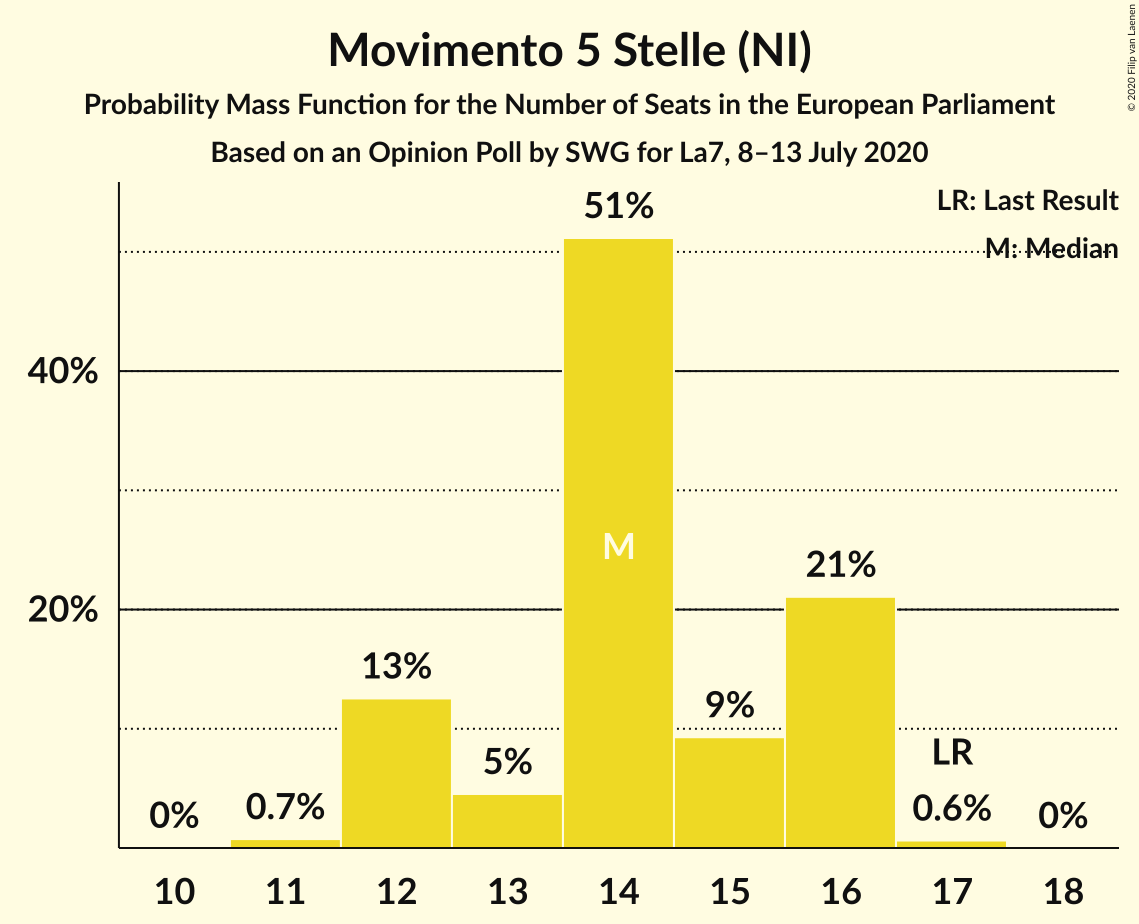 Movimento 5 Stelle (NI)
Probability Mass Function for the Number of Seats in the European Parliament
Based on an Opinion Poll by SWG for La7, 8–13 July 2020
© 2020 Filip van Laenen
LR: Last Result
M: Median
40%
20%
0%
0.7%
13%
5%
51%
M
9%
21%
LR
0.6%
0%
10 11 12 13 14 15 16 17 18